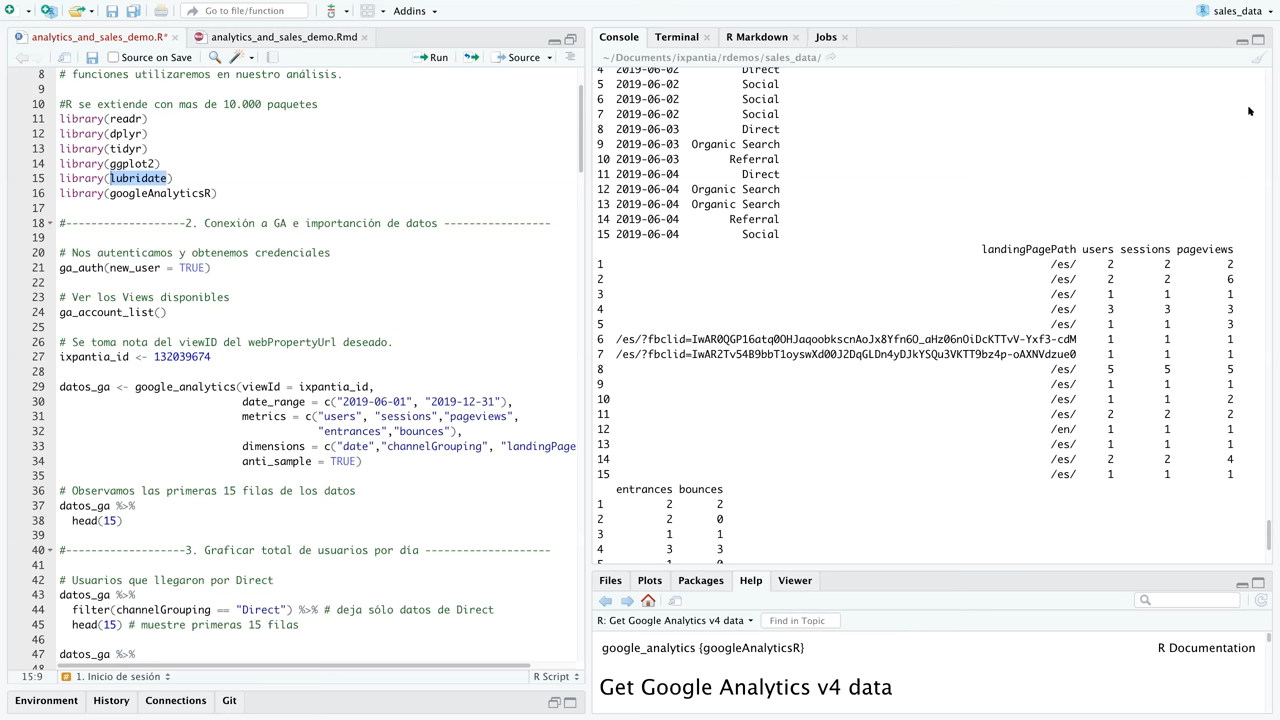 Go to file/function
Addins
sales_data
analytics_and_sales_demo.R*
analytics_and_sales_demo.Rmd
Source on Save
Run
Source
8 # funciones utilizaremos en nuestro análisis.
9
10 #R se extiende con mas de 10.000 paquetes
11 library(readr)
12 library(dplyr)
13 library(tidyr)
14 library(ggplot2)
15 library(lubridate)
16 library(googleAnalyticsR)
17
18 #------------------2. Conexión a GA e importanción de datos ----------------
19
20 # Nos autenticamos y obtenemos credenciales
21 ga_auth(new_user = TRUE)
22
23 # Ver los Views disponibles
24 ga_account_list()
25
26 # Se toma nota del viewID del webPropertyUrl deseado.
27 ixpantia_id <- 132039674
28
29 datos_ga <- google_analytics(viewId = ixpantia_id,
30 date_range = c("2019-06-01", "2019-12-31"),
31 metrics = c("users", "sessions","pageviews",
32 "entrances","bounces"),
33 dimensions = c("date","channelGrouping", "landingPage
34 anti_sample = TRUE)
35
36 # Observamos las primeras 15 filas de los datos
37 datos_ga %>%
38 head(15)
39
40 #------------------3. Graficar total de usuarios por día -------------------
41
42 # Usuarios que llegaron por Direct
43 datos_ga %>%
44 filter(channelGrouping == "Direct") %>% # deja sólo datos de Direct
45 head(15) # muestre primeras 15 filas
46
47 datos_ga %>%
48
15:9
1. Inicio de sesión
R Script
Environment
History
Connections
Git
Console
Terminal
R Markdown
Jobs
~/Documents/ixpantia/rdemos/sales_data/
4 2019-06-02 Direct
5 2019-06-02 Social
6 2019-06-02 Social
7 2019-06-02 Social
8 2019-06-03 Direct
9 2019-06-03 Organic Search
10 2019-06-03 Referral
11 2019-06-04 Direct
12 2019-06-04 Organic Search
13 2019-06-04 Organic Search
14 2019-06-04 Referral
15 2019-06-04 Social
landingPagePath users sessions pageviews
1 /es/ 2 2 2
2 /es/ 2 2 6
3 /es/ 1 1 1
4 /es/ 3 3 3
5 /es/ 1 1 3
6 /es/?fbclid=IwAR0QGP16atq0OHJaqoobkscnAoJx8Yfn6O_aHz06nOiDcKTTvV-Yxf3-cdM 1 1 1
7 /es/?fbclid=IwAR2Tv54B9bbT1oyswXd00J2DqGLDn4yDJkYSQu3VKTT9bz4p-oAXNVdzue0 1 1 1
8 /es/ 5 5 5
9 /es/ 1 1 1
10 /es/ 1 1 2
11 /es/ 2 2 2
12 /en/ 1 1 1
13 /es/ 1 1 1
14 /es/ 2 2 4
15 /es/ 1 1 1
entrances bounces
1 2 2
2 2 0
3 1 1
4 3 3
5 1 0
Files
Plots
Packages
Help
Viewer
R: Get Google Analytics v4 data
Find in Topic
google_analytics {googleAnalyticsR}
R Documentation
Get Google Analytics v4 data